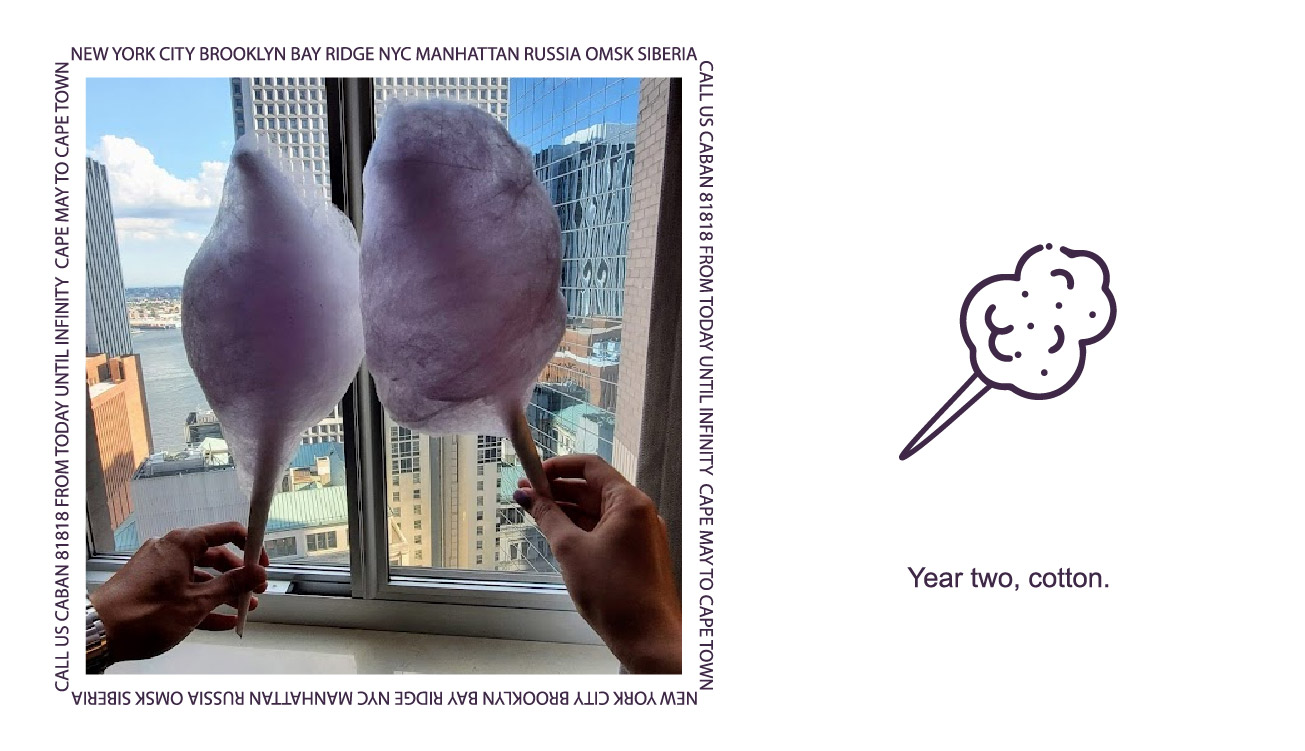 NEW YORK CITY BROOKLYN BAY RIDGE NYC MANHATTAN RUSSIA OMSK SIBERIA
CALL US CABAN 81818 FROM TODAY UNTIL INFINITY  CAPE MAY TO CAPE TOWN
CALL US CABAN 81818 FROM TODAY UNTIL INFINITY  CAPE MAY TO CAPE TOWN
NEW YORK CITY BROOKLYN BAY RIDGE NYC MANHATTAN RUSSIA OMSK SIBERIA
Year two, cotton.